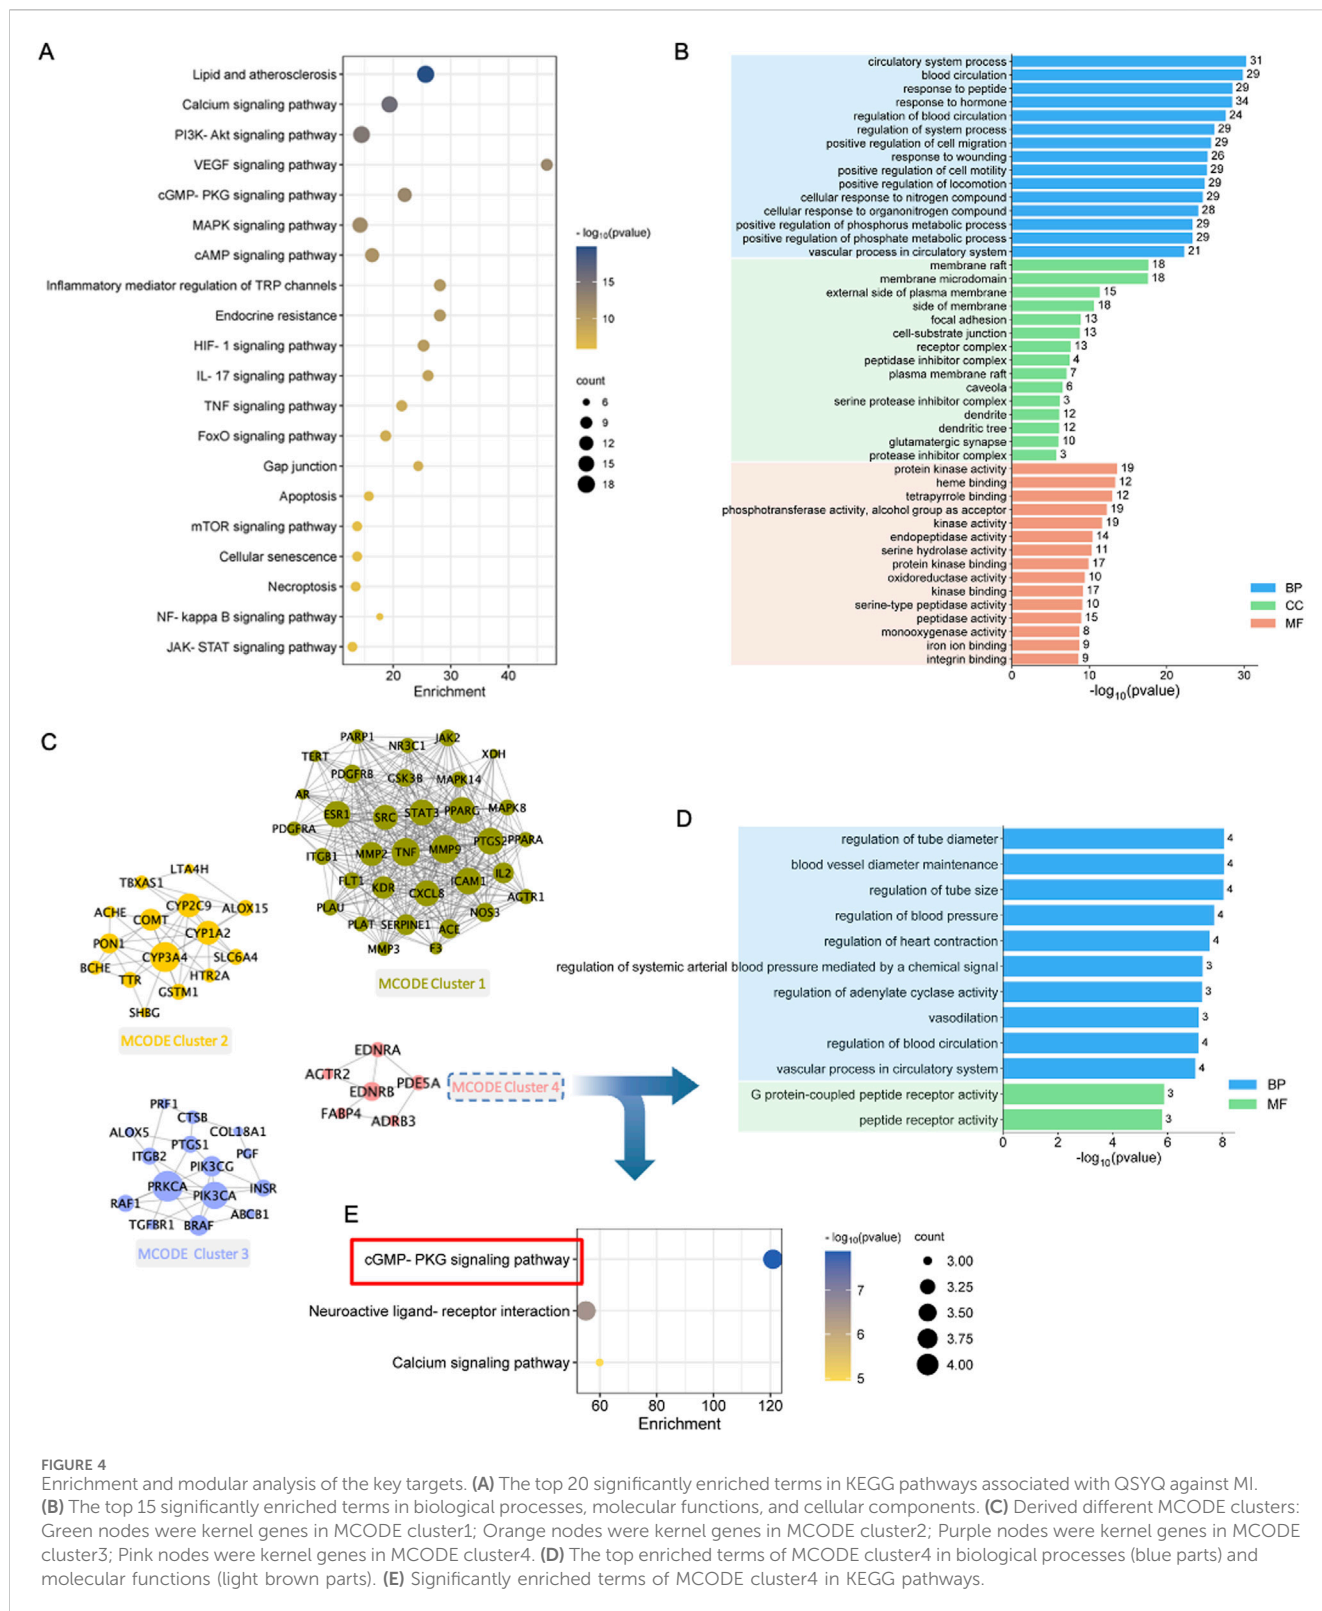 A
Lipid and atherosclerosis
Calcium signaling pathway
PI3K- Akt signaling pathway
VEGF signaling pathway
cGMP- PKG signaling pathway
MAPK signaling pathway
cAMP signaling pathway
Inflammatory mediator regulation of TRP channels
Endocrine resistance
HIF- 1 signaling pathway
IL- 17 signaling pathway
TNF signaling pathway
FoxO signaling pathway
Gap junction
Apoptosis
mTOR signaling pathway
Cellular senescence
Necroptosis
NF- kappa B signaling pathway
JAK- STAT signaling pathway
20 30 40
Enrichment
- log10(pvalue)
15
10
count
6
9
12
15
18
B
circulatory system process 31
blood circulation 29
response to peptide 29
response to hormone 34
regulation of blood circulation 24
regulation of system process 29
positive regulation of cell migration 29
response to wounding 26
positive regulation of cell motility 29
positive regulation of locomotion 29
cellular response to nitrogen compound 29
cellular response to organonitrogen compound 28
positive regulation of phosphorus metabolic process 29
positive regulation of phosphate metabolic process 29
vascular process in circulatory system 21
membrane raft 18
membrane microdomain 18
external side of plasma membrane 15
side of membrane 18
focal adhesion 13
cell-substrate junction 13
receptor complex 13
peptidase inhibitor complex 4
plasma membrane raft 7
caveola 6
serine protease inhibitor complex 3
dendrite 12
dendritic tree 12
glutamatergic synapse 10
protease inhibitor complex 3
protein kinase activity 19
heme binding 12
tetrapyrrole binding 12
phosphotransferase activity, alcohol group as acceptor 19
kinase activity 19
endopeptidase activity 14
serine hydrolase activity 11
protein kinase binding 17
oxidoreductase activity 10
kinase binding 17
serine-type peptidase activity 10
peptidase activity 15
monooxygenase activity 8
iron ion binding 9
integrin binding 9
0 10 20 30
-log10(pvalue)
BP
CC
MF
C
PARP1
NR3C1
JAK2
TERT
XDH
PDGFRB
GSK3B
MAPK14
AR
ESR1
SRC
STAT3
PPARG
MAPK8
PDGFRA
PTGS2
PPARA
ITGB1
MMP2
TNF
MMP9
FLT1
KDR
CXCL8
ICAM1
IL2
AGTR1
PLAU
NOS3
PLAT
SERPINE1
ACE
MMP3
F3
MCODE Cluster 1
LTA4H
TBXAS1
CYP2C9
ALOX15
ACHE
COMT
CYP1A2
PON1
CYP3A4
SLC6A4
BCHE
TTR
HTR2A
GSTM1
SHBG
MCODE Cluster 2
EDNRA
AGTR2
PDE5A
EDNRB
FABP4
ADRB3
MCODE Cluster 4
PRF1
CTSB
ALOX5
COL18A1
PTGS1
ITGB2
PGF
PIK3CG
PRKCA
PIK3CA
INSR
RAF1
ABCB1
TGFBR1
BRAF
MCODE Cluster 3
D
regulation of tube diameter 4
blood vessel diameter maintenance 4
regulation of tube size 4
regulation of blood pressure 4
regulation of heart contraction 4
regulation of systemic arterial blood pressure mediated by a chemical signal 3
regulation of adenylate cyclase activity 3
vasodilation 3
regulation of blood circulation 4
vascular process in circulatory system 4
G protein-coupled peptide receptor activity 3
peptide receptor activity 3
0 2 4 6 8
-log10(pvalue)
BP
MF
E
cGMP- PKG signaling pathway
Neuroactive ligand- receptor interaction
Calcium signaling pathway
60 80 100 120
Enrichment
- log10(pvalue)
7
6
5
count
3.00
3.25
3.50
3.75
4.00
FIGURE 4
Enrichment and modular analysis of the key targets. (A) The top 20 significantly enriched terms in KEGG pathways associated with QSYQ against MI.
(B) The top 15 significantly enriched terms in biological processes, molecular functions, and cellular components. (C) Derived different MCODE clusters:
Green nodes were kernel genes in MCODE cluster1; Orange nodes were kernel genes in MCODE cluster2; Purple nodes were kernel genes in MCODE
cluster3; Pink nodes were kernel genes in MCODE cluster4. (D) The top enriched terms of MCODE cluster4 in biological processes (blue parts) and
molecular functions (light brown parts). (E) Significantly enriched terms of MCODE cluster4 in KEGG pathways.